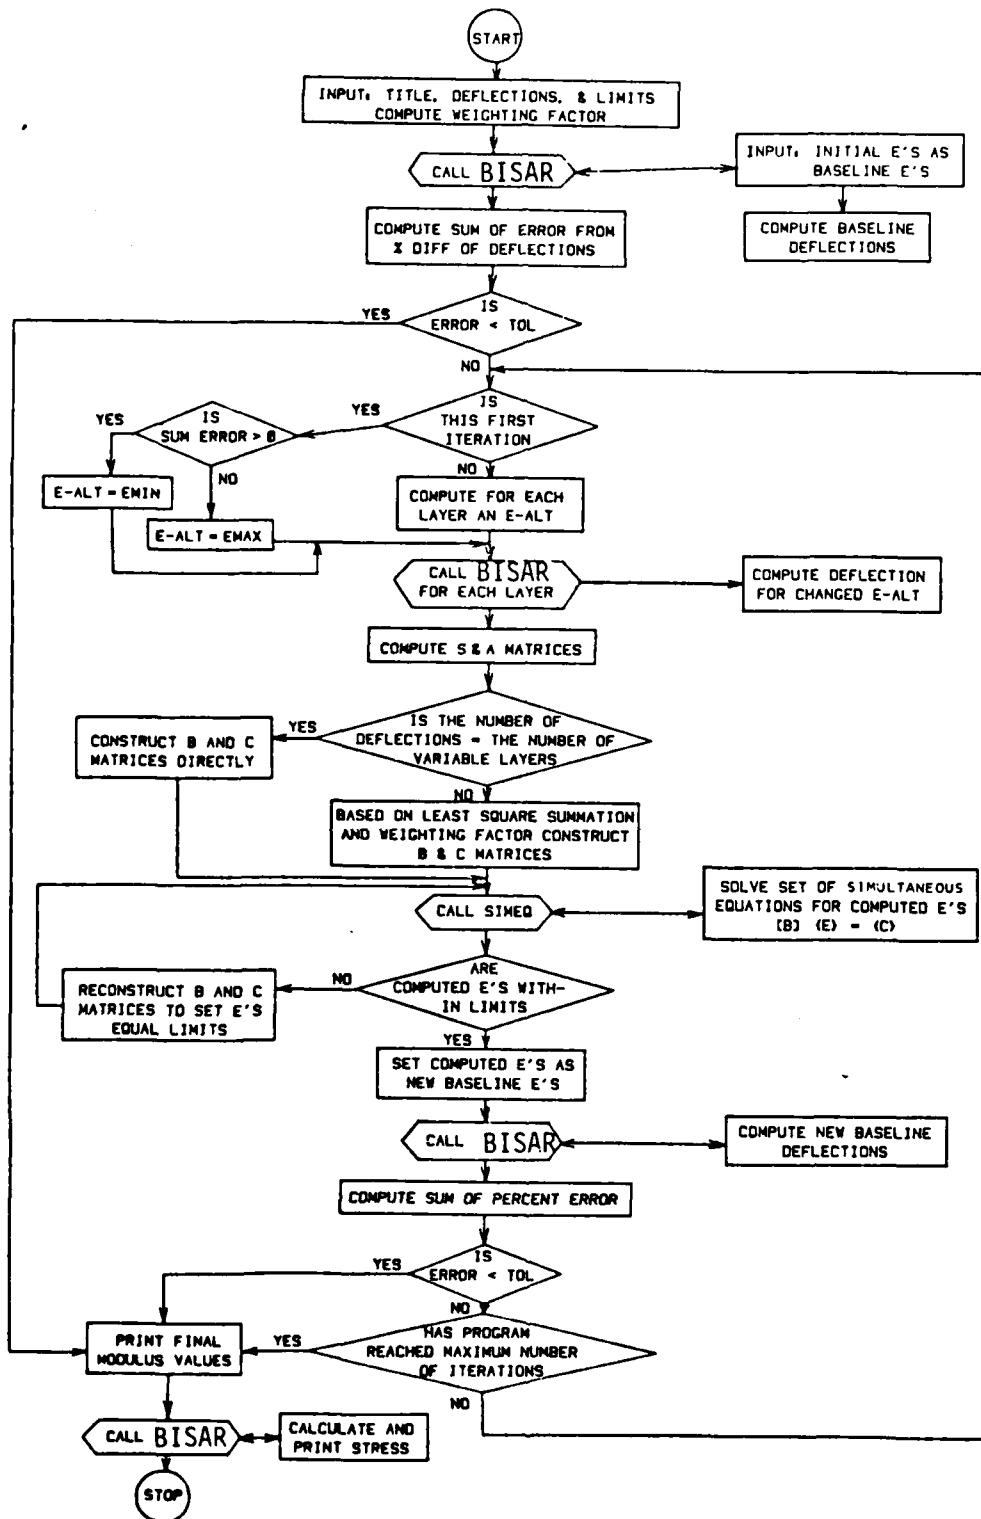 START
INPUT: TITLE, DEFLECTIONS, & LIMITS
COMPUTE WEIGHTING FACTOR
CALL BISAR
INPUT: INITIAL E'S AS
BASELINE E'S
COMPUTE SUM OF ERROR FROM
% DIFF OF DEFLECTIONS
COMPUTE BASELINE
DEFLECTIONS
IS
ERROR < TOL
YES
NO
IS
THIS FIRST
ITERATION
YES
IS
SUM ERROR > 0
YES
NO
NO
E-ALT = EMIN
E-ALT = EMAX
COMPUTE FOR EACH
LAYER AN E-ALT
CALL BISAR
FOR EACH LAYER
COMPUTE DEFLECTION
FOR CHANGED E-ALT
COMPUTE S & A MATRICES
IS THE NUMBER OF
DEFLECTIONS = THE NUMBER OF
VARIABLE LAYERS
YES
CONSTRUCT B AND C
MATRICES DIRECTLY
NO
BASED ON LEAST SQUARE SUMMATION
AND WEIGHTING FACTOR CONSTRUCT
B & C MATRICES
CALL SIMEQ
SOLVE SET OF SIMULTANEOUS
EQUATIONS FOR COMPUTED E'S
[B] {E} = {C}
ARE
COMPUTED E'S WITH-
IN LIMITS
NO
RECONSTRUCT B AND C
MATRICES TO SET E'S
EQUAL LIMITS
YES
SET COMPUTED E'S AS
NEW BASELINE E'S
CALL BISAR
COMPUTE NEW BASELINE
DEFLECTIONS
COMPUTE SUM OF PERCENT ERROR
IS
ERROR < TOL
YES
NO
HAS PROGRAM
REACHED MAXIMUM NUMBER
OF ITERATIONS
YES
NO
PRINT FINAL
MODULUS VALUES
CALL BISAR
CALCULATE AND
PRINT STRESS
STOP